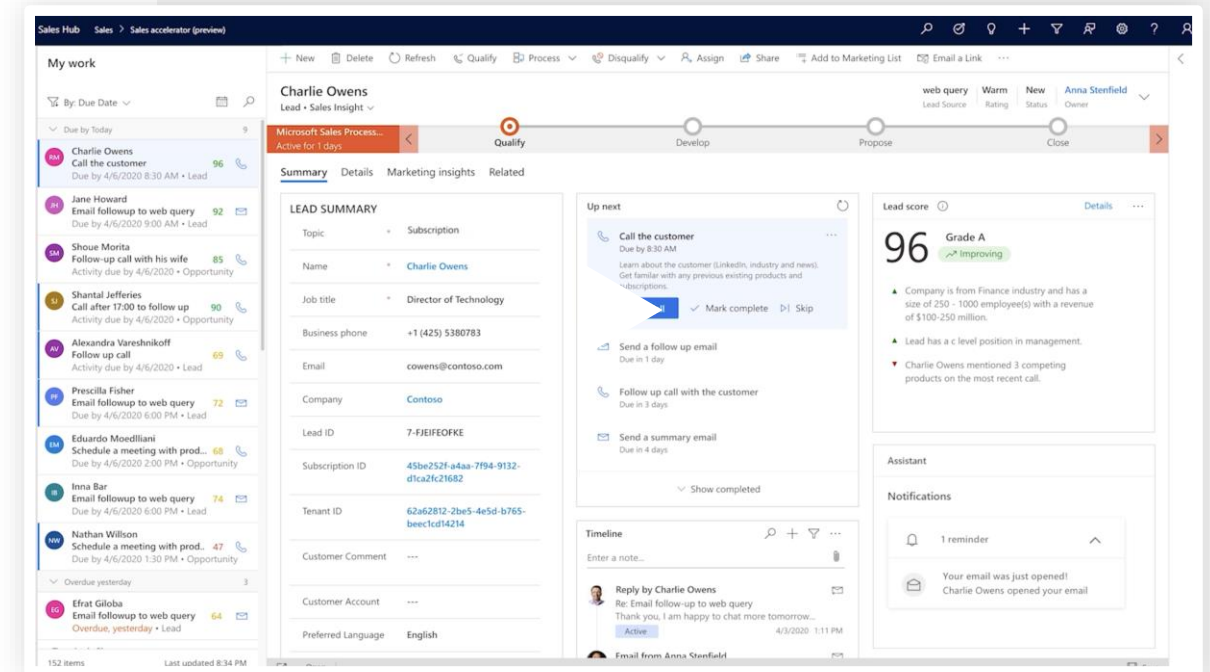 Sales Hub Sales > Sales accelerator (preview)
My work
By: Due Date
Due by Today 9
RM Charlie Owens
Call the customer 96
Due by 4/6/2020 8:30 AM • Lead
JH Jane Howard
Email followup to web query 92
Due by 4/6/2020 9:00 AM • Lead
SM Shoue Morita
Follow-up call with his wife 85
Activity due by 4/6/2020 • Opportunity
SJ Shantal Jefferies
Call after 17:00 to follow up 90
Activity due by 4/6/2020 • Opportunity
AV Alexandra Vareshnikoff
Follow up call 69
Activity due by 4/6/2020 • Lead
PF Prescilla Fisher
Email followup to web query 72
Due by 4/6/2020 6:00 PM • Lead
EM Eduardo Moedlliani
Schedule a meeting with prod... 68
Due by 4/6/2020 2:00 PM • Opportunity
IB Inna Bar
Email followup to web query 74
Due by 4/6/2020 6:00 PM • Lead
NW Nathan Willson
Schedule a meeting with prod.. 47
Due by 4/6/2020 1:30 PM • Opportunity
Overdue yesterday 3
EG Efrat Giloba
Email followup to web query 64
Overdue, yesterday • Lead
152 items Last updated 8:34 PM
New Delete Refresh Qualify Process Disqualify Assign Share Add to Marketing List Email a Link ...
Charlie Owens
Lead • Sales Insight
web query Warm New Anna Stenfield
Lead Source Rating Status Owner
Microsoft Sales Process...
Active for 1 days
Qualify Develop Propose Close
Summary Details Marketing insights Related
LEAD SUMMARY
Topic * Subscription
Name * Charlie Owens
Job title * Director of Technology
Business phone +1 (425) 5380783
Email cowens@contoso.com
Company Contoso
Lead ID 7-FJEIFEOFKE
Subscription ID 45be252f-a4aa-7f94-9132-
d1ca2fc21682
Tenant ID 62a62812-2be5-4e5d-b765-
beec1cd14214
Customer Comment ---
Customer Account ---
Preferred Language English
Up next
Call the customer ...
Due by 8:30 AM
Learn about the customer (LinkedIn, industry and news).
Get familar with any previous existing products and
subscriptions.
Mark complete Skip
Send a follow up email
Due in 1 day
Follow up call with the customer
Due in 3 days
Send a summary email
Due in 4 days
Show completed
Timeline ...
Enter a note...
Reply by Charlie Owens
Re: Email follow-up to web query
Thank you, I am happy to chat more tomorrow...
Active 4/3/2020 1:11 PM
Email from Anna Stenfield
Lead score Details ...
96 Grade A
Improving
Company is from Finance industry and has a
size of 250 - 1000 employee(s) with a revenue
of $100-250 million.
Lead has a c level position in management.
Charlie Owens mentioned 3 competing
products on the most recent call.
Assistant
Notifications
1 reminder
Your email was just opened!
Charlie Owens opened your email